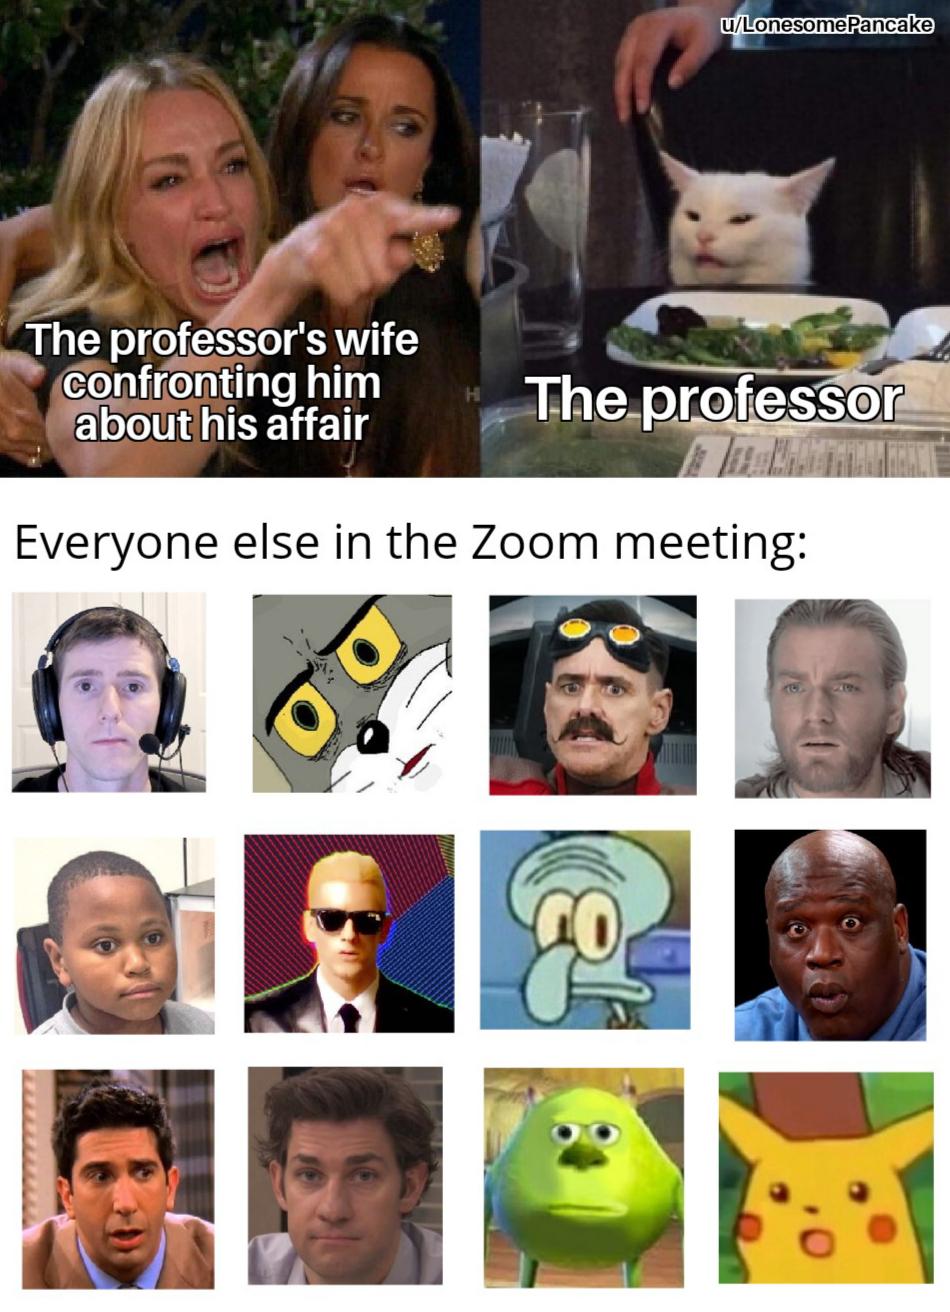 u/LonesomePancake
The professor's wife
confronting him
about his affair
The professor
Everyone else in the Zoom meeting: